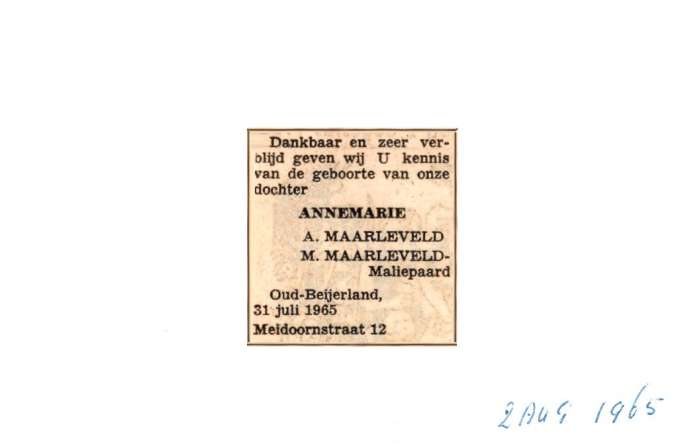 Dankbaar en zeer ver-
blijd geven wij U kennis
van de geboorte van onze
dochter
ANNEMARIE
A. MAARLEVELD
M. MAARLEVELD-
Maliepaard
Oud-Beijerland,
31 juli 1965
Meidoornstraat 12
2 AUG 1965